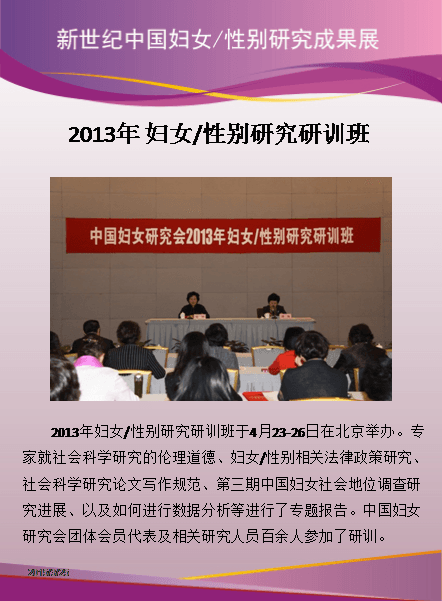 新世纪中国妇女/性别研究成果展
2013年 妇女/性别研究研训班
中国妇女研究会2013年妇女/性别研究研训班
2013年妇女/性别研究研训班于4月23-26日在北京举办。专
家就社会科学研究的伦理道德、妇女/性别相关法律政策研究、
社会科学研究论文写作规范、第三期中国妇女社会地位调查研
究进展、以及如何进行数据分析等进行了专题报告。中国妇女
研究会团体会员代表及相关研究人员百余人参加了研训。